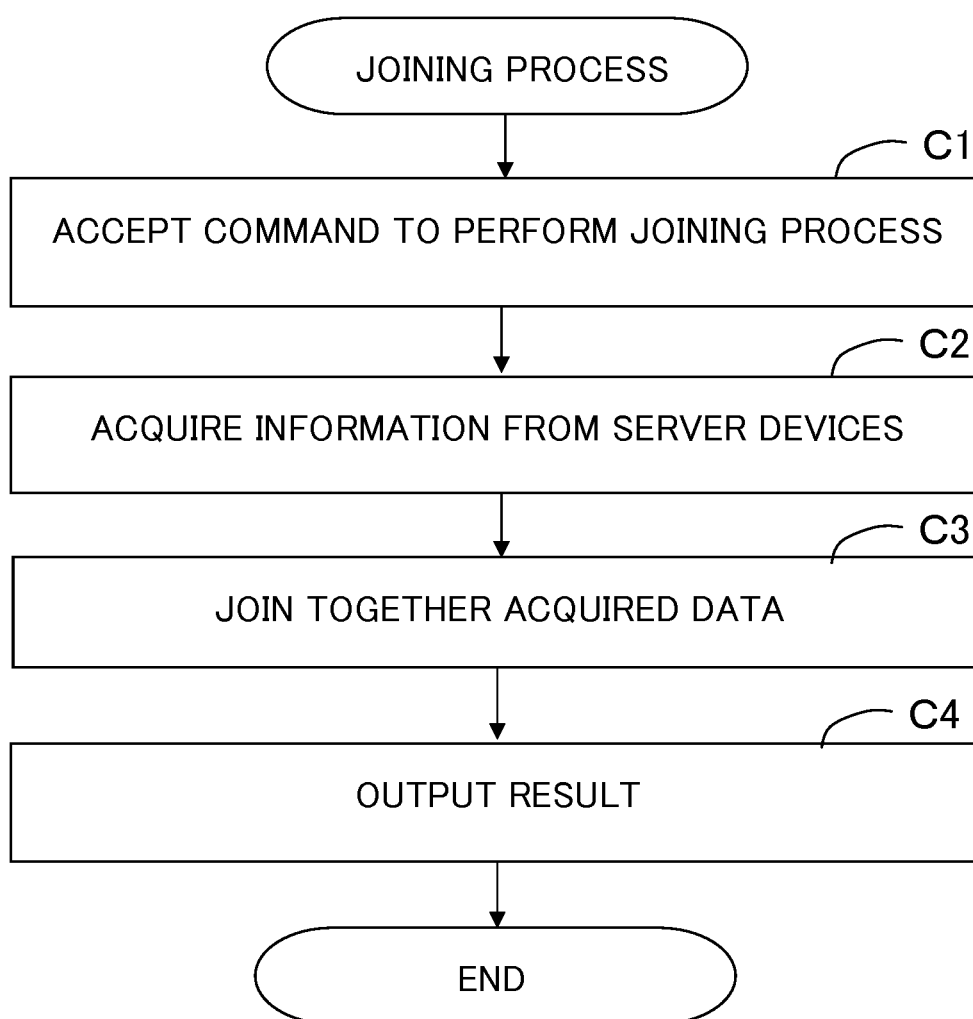 JOINING PROCESS
C1
ACCEPT COMMAND TO PERFORM JOINING PROCESS
C2
ACQUIRE INFORMATION FROM SERVER DEVICES
C3
JOIN TOGETHER ACQUIRED DATA
C4
OUTPUT RESULT
END